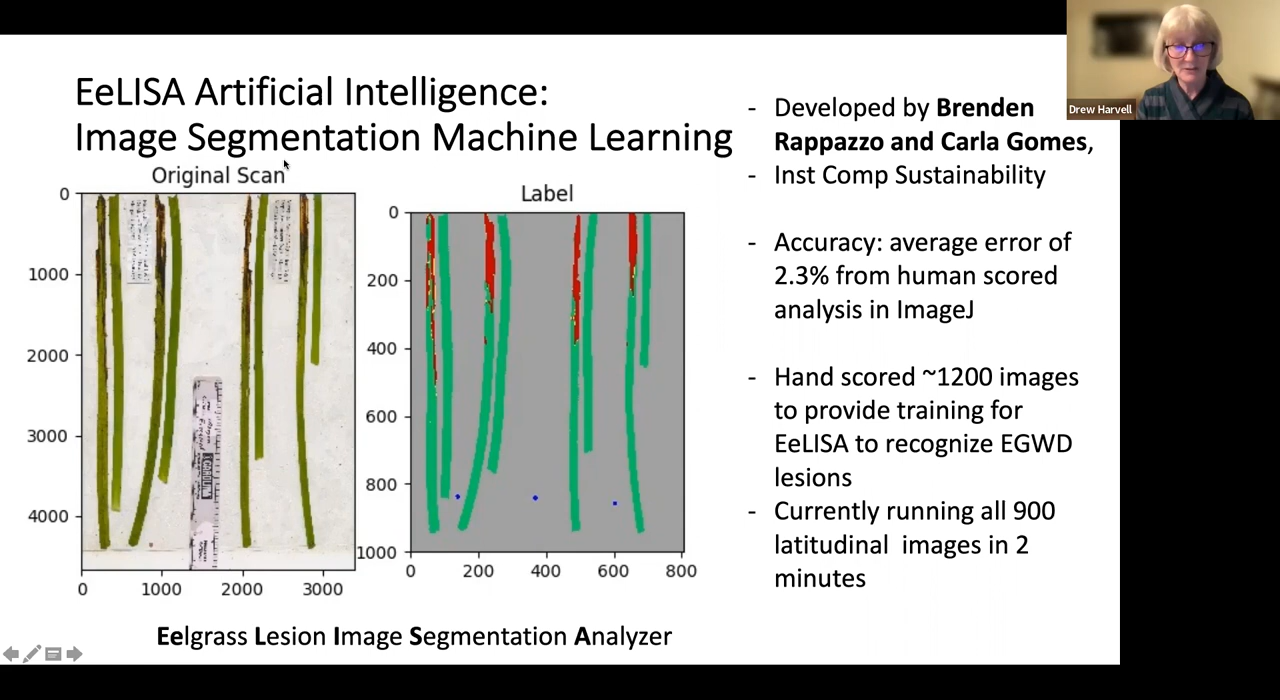 EeLISA Artificial Intelligence:
Image Segmentation Machine Learning
Original Scan
0
1000
2000
3000
4000
0
1000
2000
3000
Label
0
200
400
600
800
1000
0
200
400
600
800
Eelgrass Lesion Image Segmentation Analyzer
- Developed by Brenden
Rappazzo and Carla Gomes,
- Inst Comp Sustainability
- Accuracy: average error of
2.3% from human scored
analysis in ImageJ
- Hand scored ~1200 images
to provide training for
EeLISA to recognize EGWD
lesions
- Currently running all 900
latitudinal images in 2
minutes
Drew Harvell